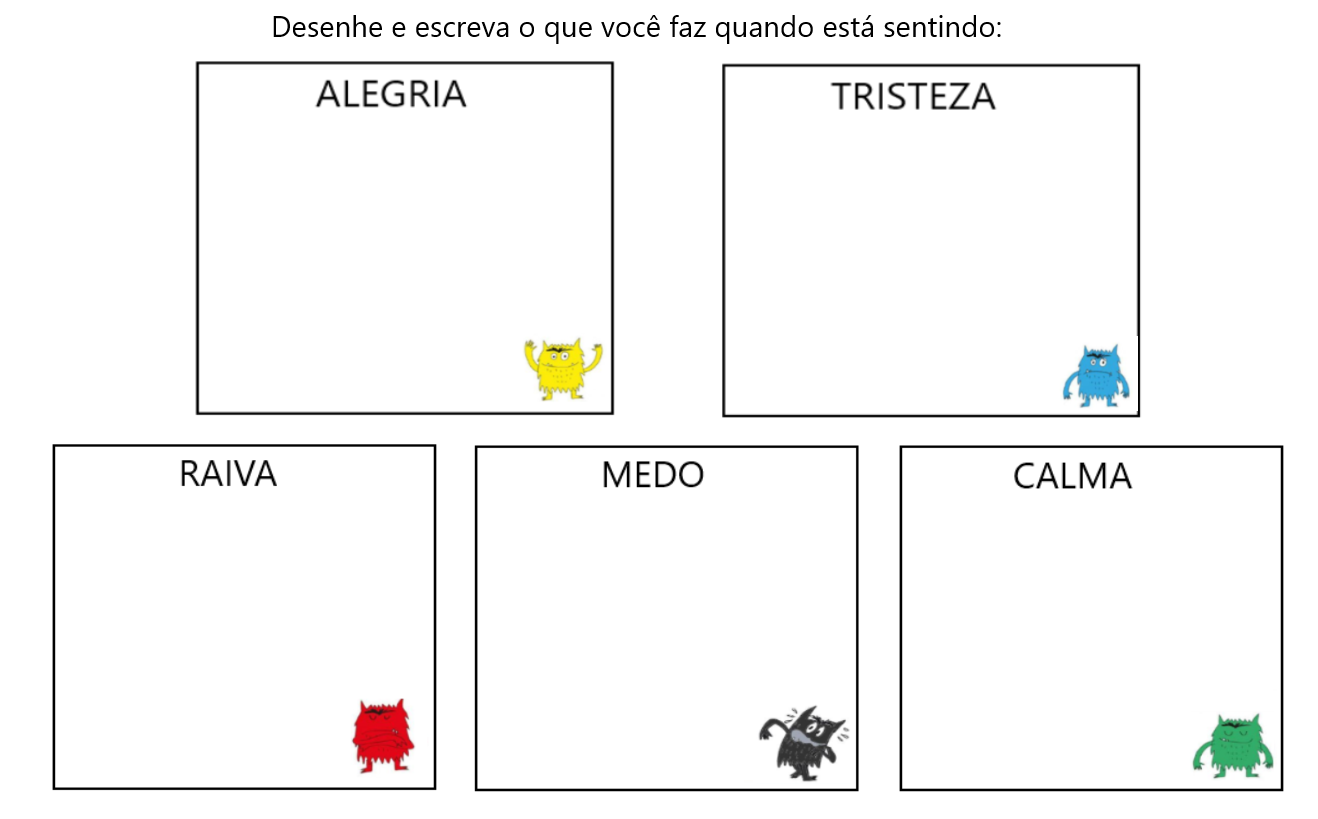 Desenhe e escreva o que você faz quando está sentindo:
ALEGRIA
TRISTEZA
RAIVA
MEDO
CALMA